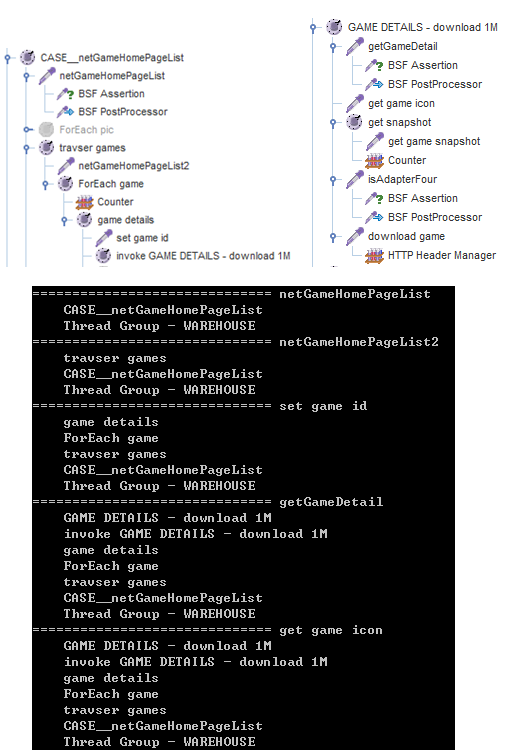 CASE__netGameHomePageList
netGameHomePageList
BSF Assertion
BSF PostProcessor
ForEach pic
travser games
netGameHomePageList2
ForEach game
Counter
game details
set game id
invoke GAME DETAILS - download 1M
GAME DETAILS - download 1M
getGameDetail
BSF Assertion
BSF PostProcessor
get game icon
get snapshot
get game snapshot
Counter
isAdapterFour
BSF Assertion
BSF PostProcessor
download game
HTTP Header Manager
============================== netGameHomePageList
CASE__netGameHomePageList
Thread Group - WAREHOUSE
============================== netGameHomePageList2
travser games
CASE__netGameHomePageList
Thread Group - WAREHOUSE
============================== set game id
game details
ForEach game
travser games
CASE__netGameHomePageList
Thread Group - WAREHOUSE
============================== getGameDetail
GAME DETAILS - download 1M
invoke GAME DETAILS - download 1M
game details
ForEach game
travser games
CASE__netGameHomePageList
Thread Group - WAREHOUSE
============================== get game icon
GAME DETAILS - download 1M
invoke GAME DETAILS - download 1M
game details
ForEach game
travser games
CASE__netGameHomePageList
Thread Group - WAREHOUSE